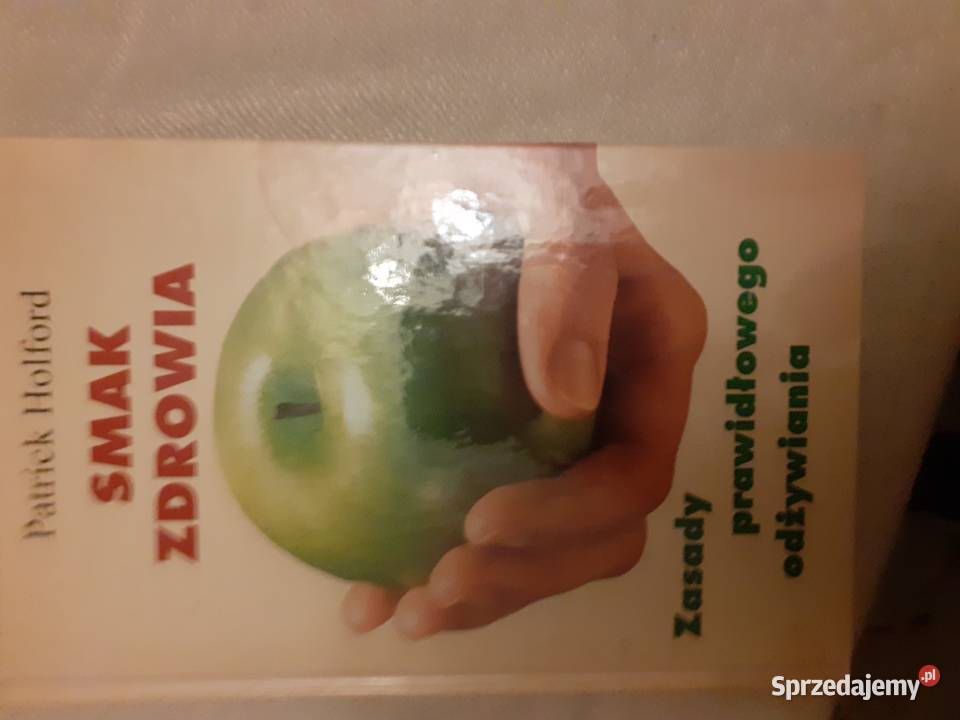 Patrick Holford
SMAK
ZDROWIA
Zasady
prawidłowego
odżywiania
Sprzedajemy.pl